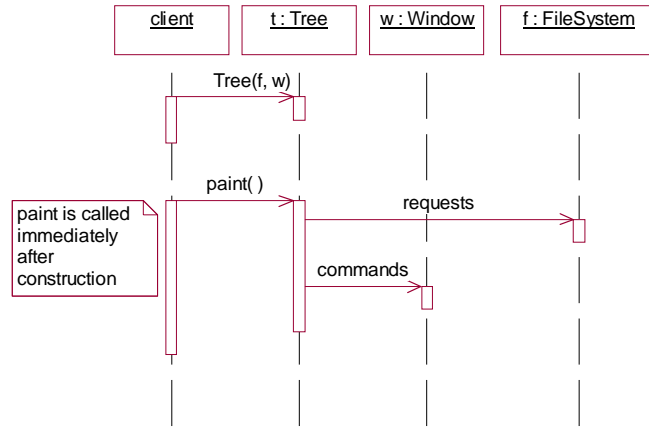 client
t : Tree
w : Window
f : FileSystem
Tree(f, w)
paint( )
requests
paint is called
immediately
after
construction
commands